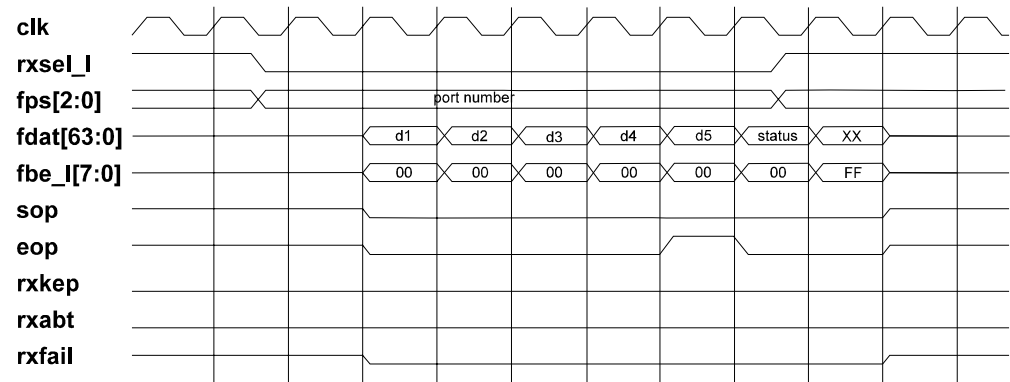 clk
rxsel_l
fps[2:0] port number
fdat[63:0] d1 d2 d3 d4 d5 status XX
fbe_l[7:0] 00 00 00 00 00 00 FF
sop
eop
rxkep
rxabt
rxfail